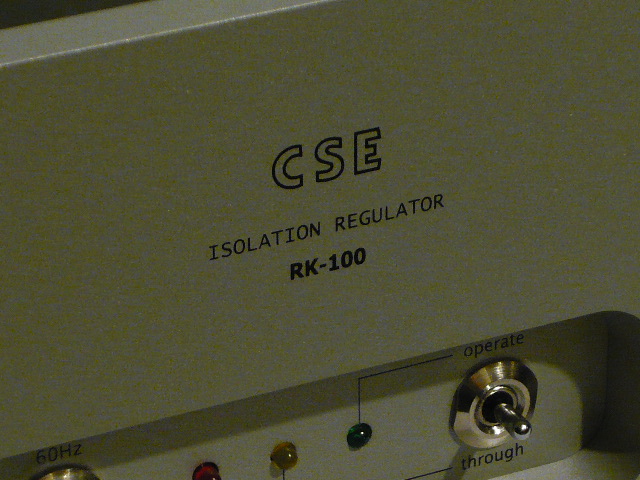 CSE
ISOLATION REGULATOR
RK-100
operate
60Hz
through